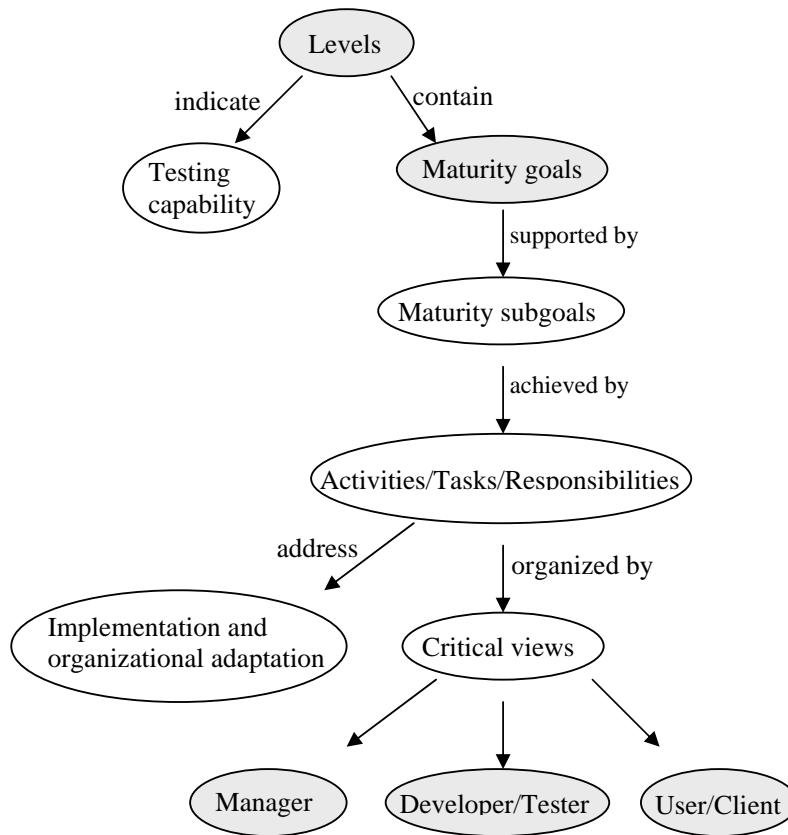 Levels
indicate
contain
Testing
capability
Maturity goals
supported by
Maturity subgoals
achieved by
Activities/Tasks/Responsibilities
address
organized by
Implementation and
organizational adaptation
Critical views
Manager
Developer/Tester
User/Client